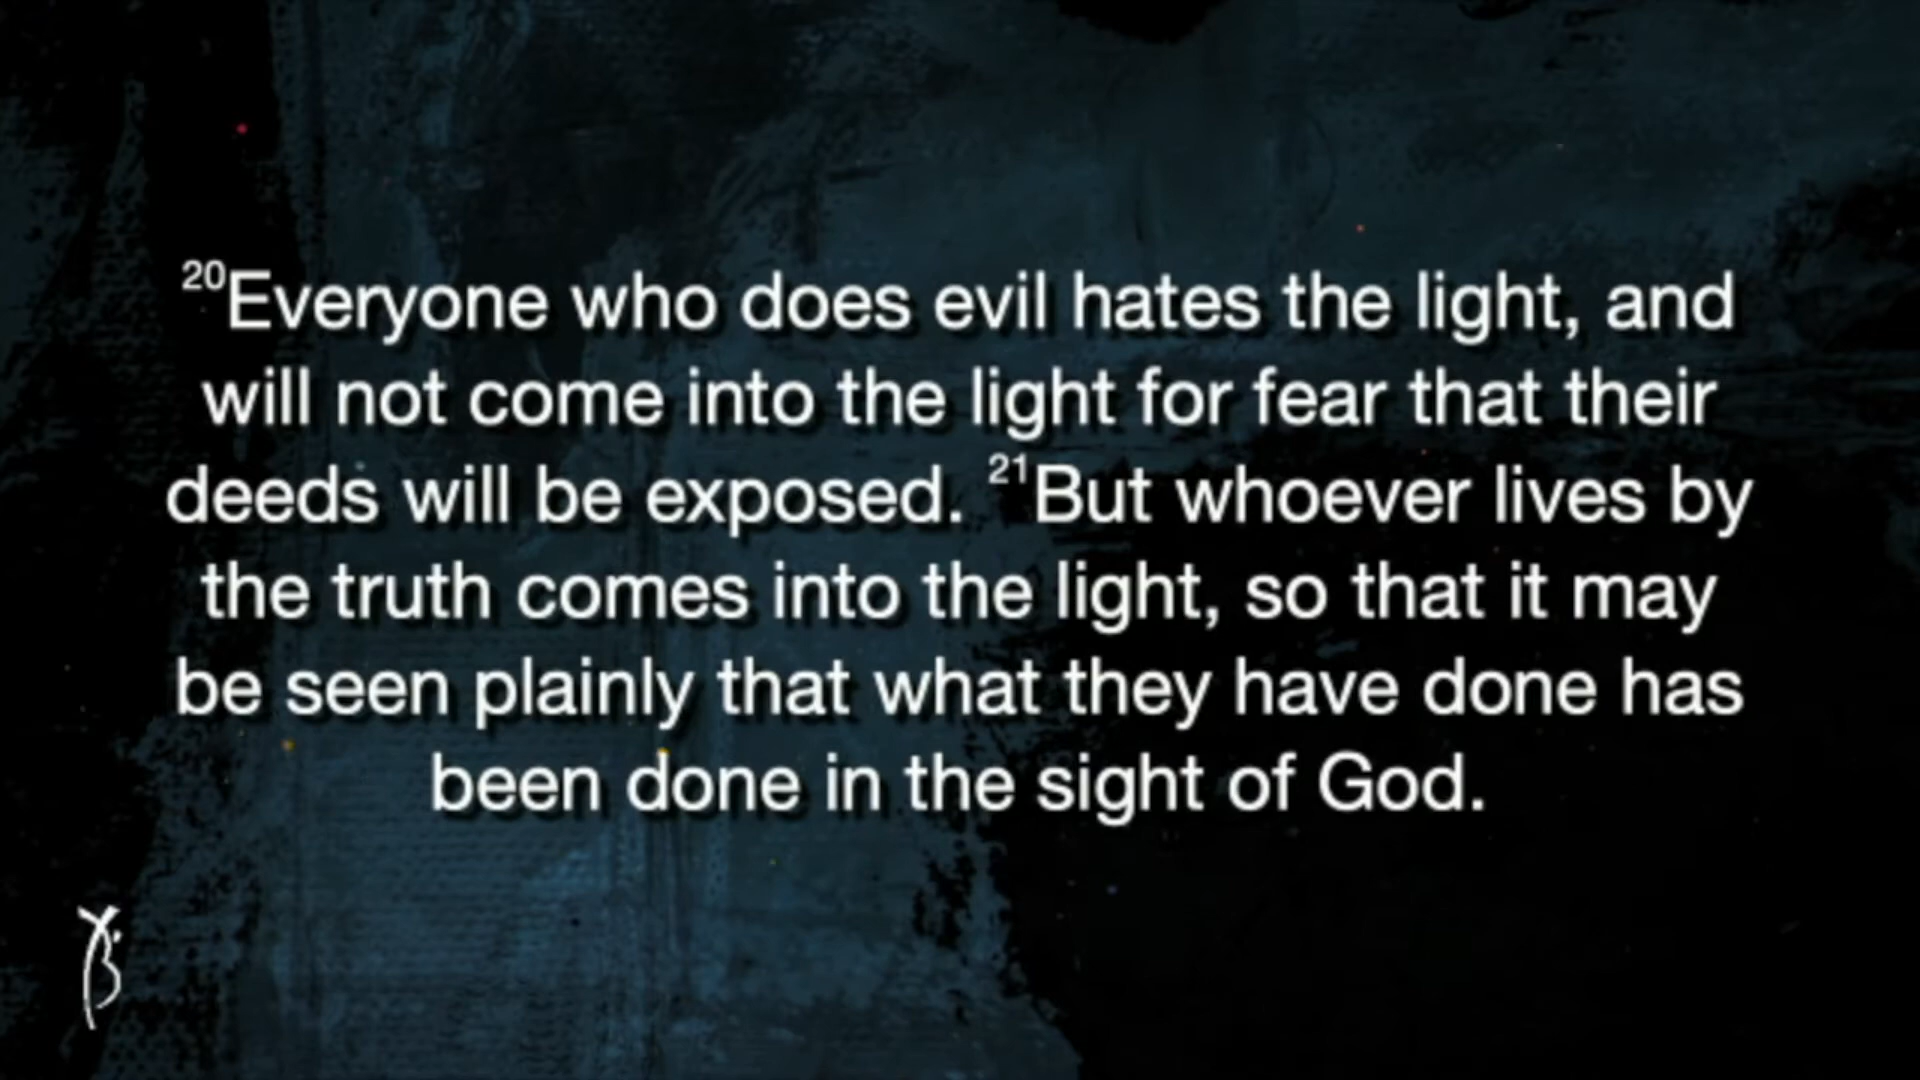 20Everyone who does evil hates the light, and
will not come into the light for fear that their
deeds will be exposed. 21But whoever lives by
the truth comes into the light, so that it may
be seen plainly that what they have done has
been done in the sight of God.